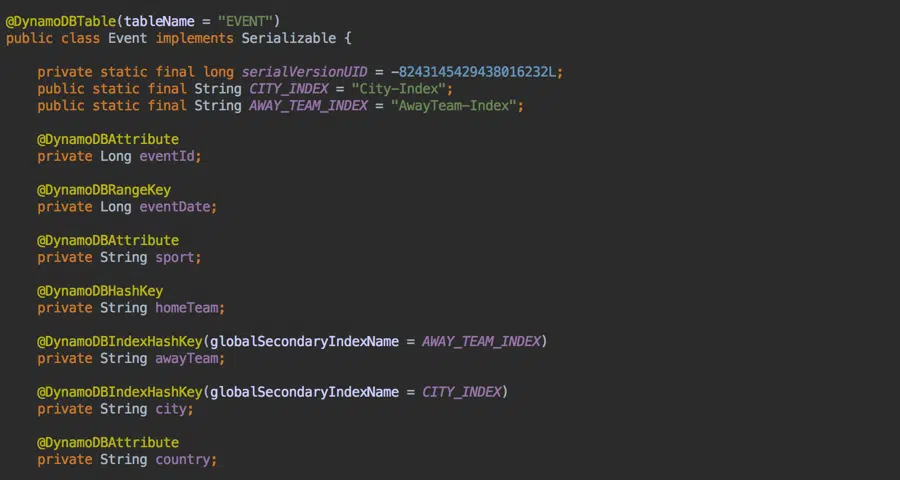 @DynamoDBTable(tableName = "EVENT")
public class Event implements Serializable {
private static final long serialVersionUID = -8243145429438016232L;
public static final String CITY_INDEX = "City-Index";
public static final String AWAY_TEAM_INDEX = "AwayTeam-Index";
@DynamoDBAttribute
private Long eventId;
@DynamoDBRangeKey
private Long eventDate;
@DynamoDBAttribute
private String sport;
@DynamoDBHashKey
private String homeTeam;
@DynamoDBIndexHashKey(globalSecondaryIndexName = AWAY_TEAM_INDEX)
private String awayTeam;
@DynamoDBIndexHashKey(globalSecondaryIndexName = CITY_INDEX)
private String city;
@DynamoDBAttribute
private String country;